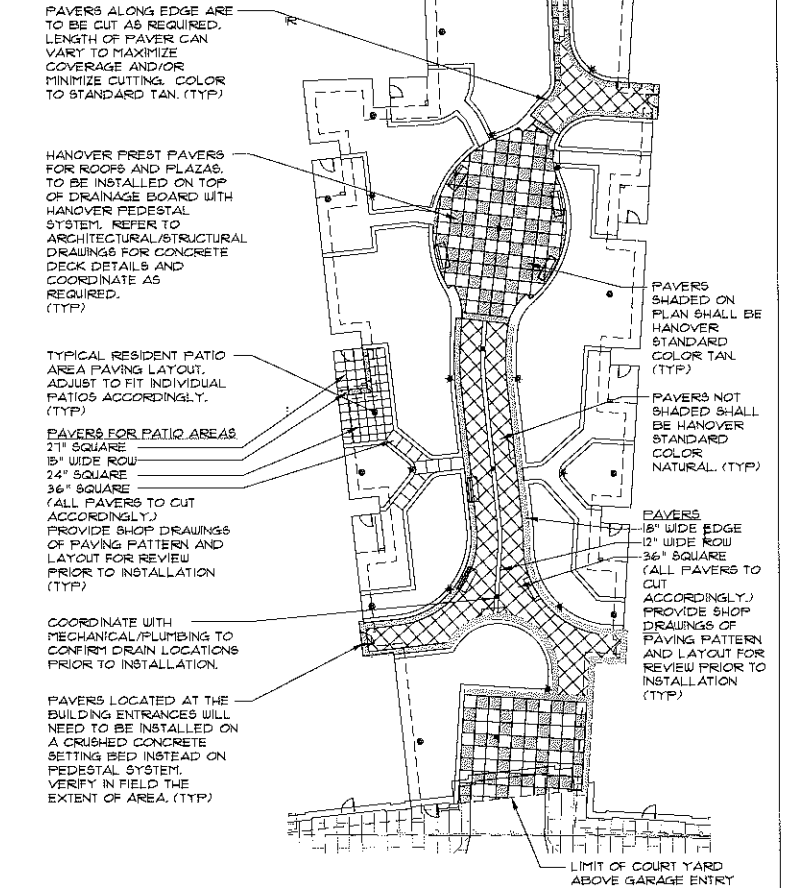 PAVERS ALONG EDGE ARE
TO BE CUT AS REQUIRED.
LENGTH OF PAVER CAN
VARY TO MAXIMIZE
COVERAGE AND/OR
MINIMIZE CUTTING. COLOR
TO STANDARD TAN. (TYP)
HANOVER PREST PAVERS
FOR ROOFS AND PLAZAS.
TO BE INSTALLED ON TOP
OF DRAINAGE BOARD WITH
HANOVER PEDESTAL
SYSTEM. REFER TO
ARCHITECTURAL/STRUCTURAL
DRAWINGS FOR CONCRETE
DECK DETAILS AND
COORDINATE AS
REQUIRED.
(TYP)
TYPICAL RESIDENT PATIO
AREA PAVING LAYOUT.
ADJUST TO FIT INDIVIDUAL
PATIOS ACCORDINGLY.
(TYP)
PAVERS FOR PATIO AREAS
SQUARE
WIDE ROW
24" SQUARE
36" SQUARE
(ALL PAVERS TO CUT
ACCORDINGLY.)
PROVIDE SHOP DRAWINGS
OF PAVING PATTERN AND
LAYOUT FOR REVIEW
PRIOR TO INSTALLATION
(TYP)
COORDINATE WITH
MECHANICAL/PLUMBING TO
CONFIRM DRAIN LOCATIONS
PRIOR TO INSTALLATION.
PAVERS LOCATED AT THE
BUILDING ENTRANCES WILL
NEED TO BE INSTALLED ON
A CRUSHED CONCRETE
SETTING BED INSTEAD ON
PEDESTAL SYSTEM.
VERIFY IN FIELD THE
EXTENT OF AREA. (TYP)
PAVERS
SHADED ON
PLAN SHALL BE
HANOVER
STANDARD
COLOR TAN.
(TYP)
PAVERS NOT
SHADED SHALL
BE HANOVER
STANDARD
COLOR
NATURAL. (TYP)
PAVERS
18" WIDE EDGE
12" WIDE ROW
36" SQUARE
(ALL PAVERS TO
CUT
ACCORDINGLY.)
PROVIDE SHOP
DRAWINGS OF
PAVING PATTERN
AND LAYOUT FOR
REVIEW PRIOR TO
INSTALLATION
(TYP)
LIMIT OF COURT YARD
ABOVE GARAGE ENTRY